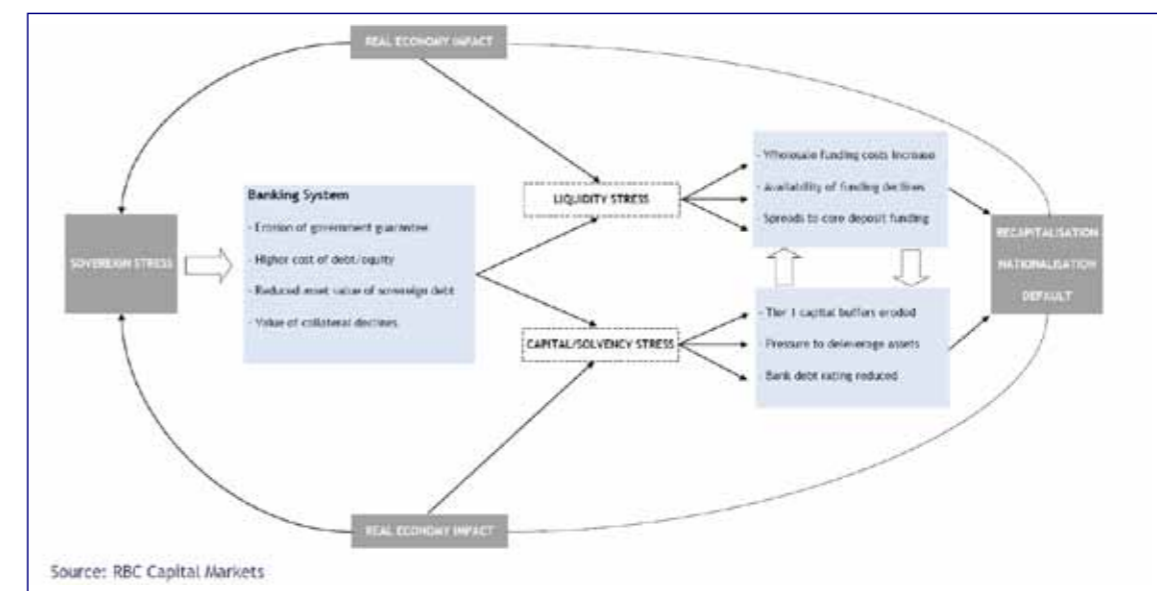 REAL ECONOMY IMPACT
SOVEREIGN STRESS
Banking System
- Erosion of government guarantee
- Higher cost of debt/equity
- Reduced asset value of sovereign debt
- Value of collateral declines
LIQUIDITY STRESS
CAPITAL/SOLVENCY STRESS
- Wholesale funding costs increase
- Availability of funding declines
- Spreads to core deposit funding
- Tier 1 capital buffers eroded
- Pressure to deleverage assets
- Bank debt rating reduced
RECAPITALISATION
NATIONALISATION
DEFAULT
REAL ECONOMY IMPACT
Source: RBC Capital Markets